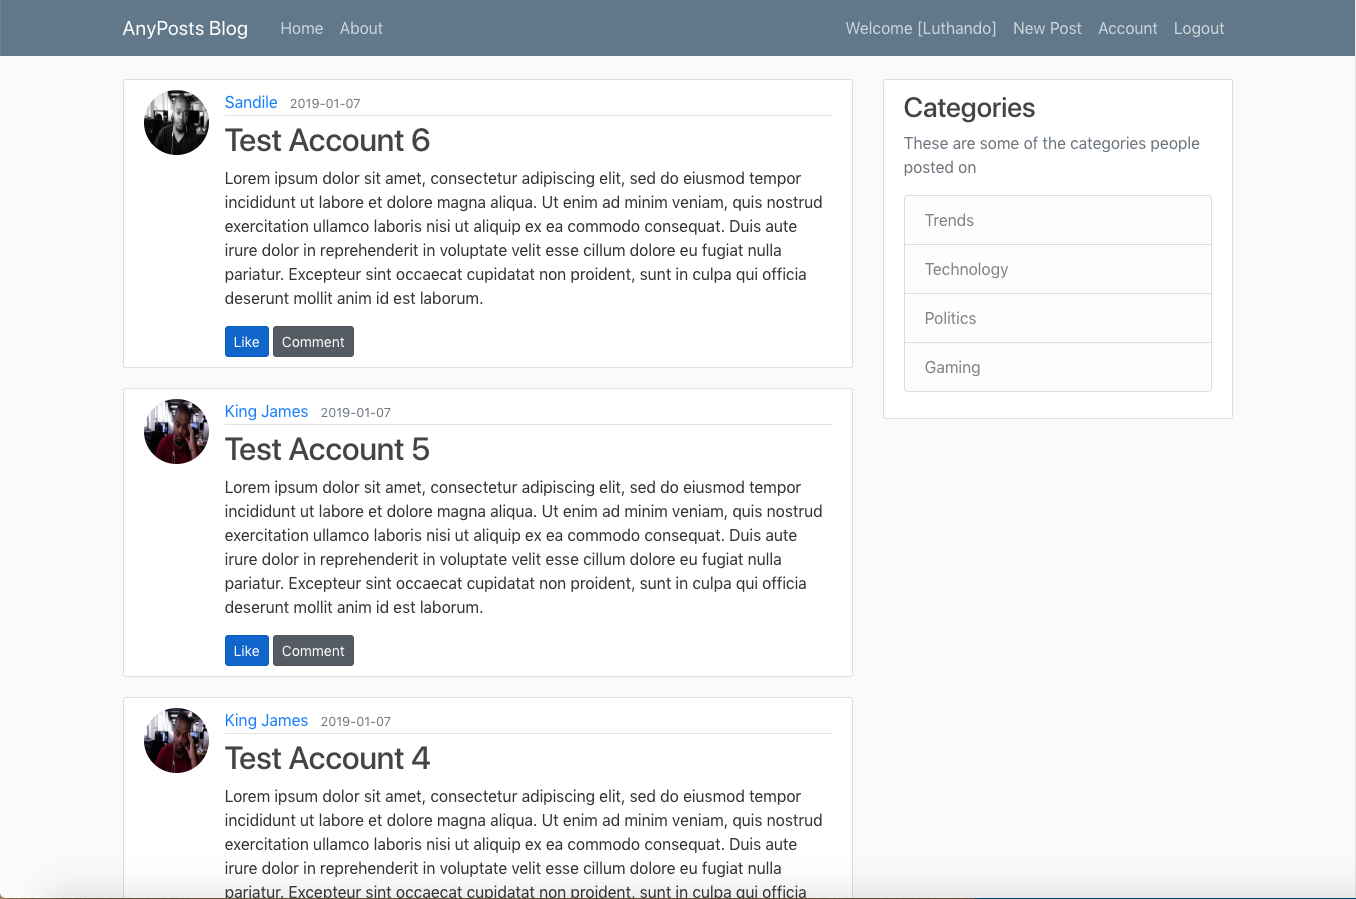 AnyPosts Blog Home About Welcome [Luthando] New Post Account Logout
Sandile 2019-01-07
Test Account 6
Lorem ipsum dolor sit amet, consectetur adipiscing elit, sed do eiusmod tempor
incididunt ut labore et dolore magna aliqua. Ut enim ad minim veniam, quis nostrud
exercitation ullamco laboris nisi ut aliquip ex ea commodo consequat. Duis aute
irure dolor in reprehenderit in voluptate velit esse cillum dolore eu fugiat nulla
pariatur. Excepteur sint occaecat cupidatat non proident, sunt in culpa qui officia
deserunt mollit anim id est laborum.
Like Comment
King James 2019-01-07
Test Account 5
Lorem ipsum dolor sit amet, consectetur adipiscing elit, sed do eiusmod tempor
incididunt ut labore et dolore magna aliqua. Ut enim ad minim veniam, quis nostrud
exercitation ullamco laboris nisi ut aliquip ex ea commodo consequat. Duis aute
irure dolor in reprehenderit in voluptate velit esse cillum dolore eu fugiat nulla
pariatur. Excepteur sint occaecat cupidatat non proident, sunt in culpa qui officia
deserunt mollit anim id est laborum.
Like Comment
King James 2019-01-07
Test Account 4
Lorem ipsum dolor sit amet, consectetur adipiscing elit, sed do eiusmod tempor
incididunt ut labore et dolore magna aliqua. Ut enim ad minim veniam, quis nostrud
exercitation ullamco laboris nisi ut aliquip ex ea commodo consequat. Duis aute
irure dolor in reprehenderit in voluptate velit esse cillum dolore eu fugiat nulla
pariatur. Excepteur sint occaecat cupidatat non proident, sunt in culpa qui officia
Categories
These are some of the categories people
posted on
Trends
Technology
Politics
Gaming